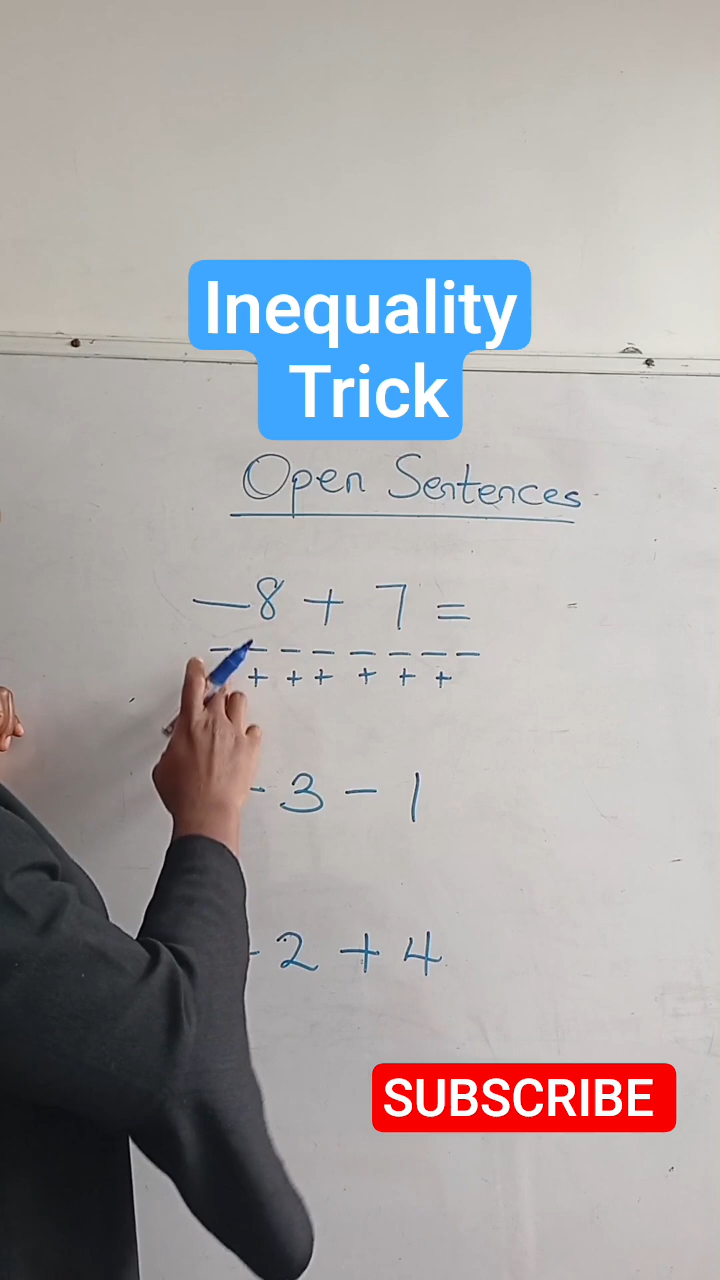 Inequality
Trick
Open Sentences
-8 + 7 =
- - - - - - - -
+ + + + + +
- 3 - 1
- 2 + 4
SUBSCRIBE